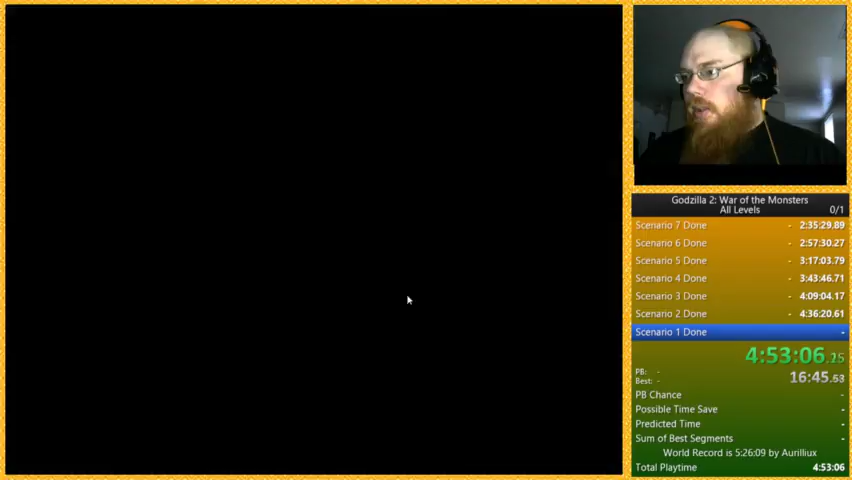 Godzilla 2: War of the Monsters
All Levels 0/1
Scenario 7 Done - 2:35:29.89
Scenario 6 Done - 2:57:30.27
Scenario 5 Done - 3:17:03.79
Scenario 4 Done - 3:43:46.71
Scenario 3 Done - 4:09:04.17
Scenario 2 Done - 4:36:20.61
Scenario 1 Done -
4:53:06.25
PB: -
Best: - 16:45.53
PB Chance -
Possible Time Save -
Predicted Time -
Sum of Best Segments -
World Record is 5:26:09 by Aurilliux
Total Playtime 4:53:06